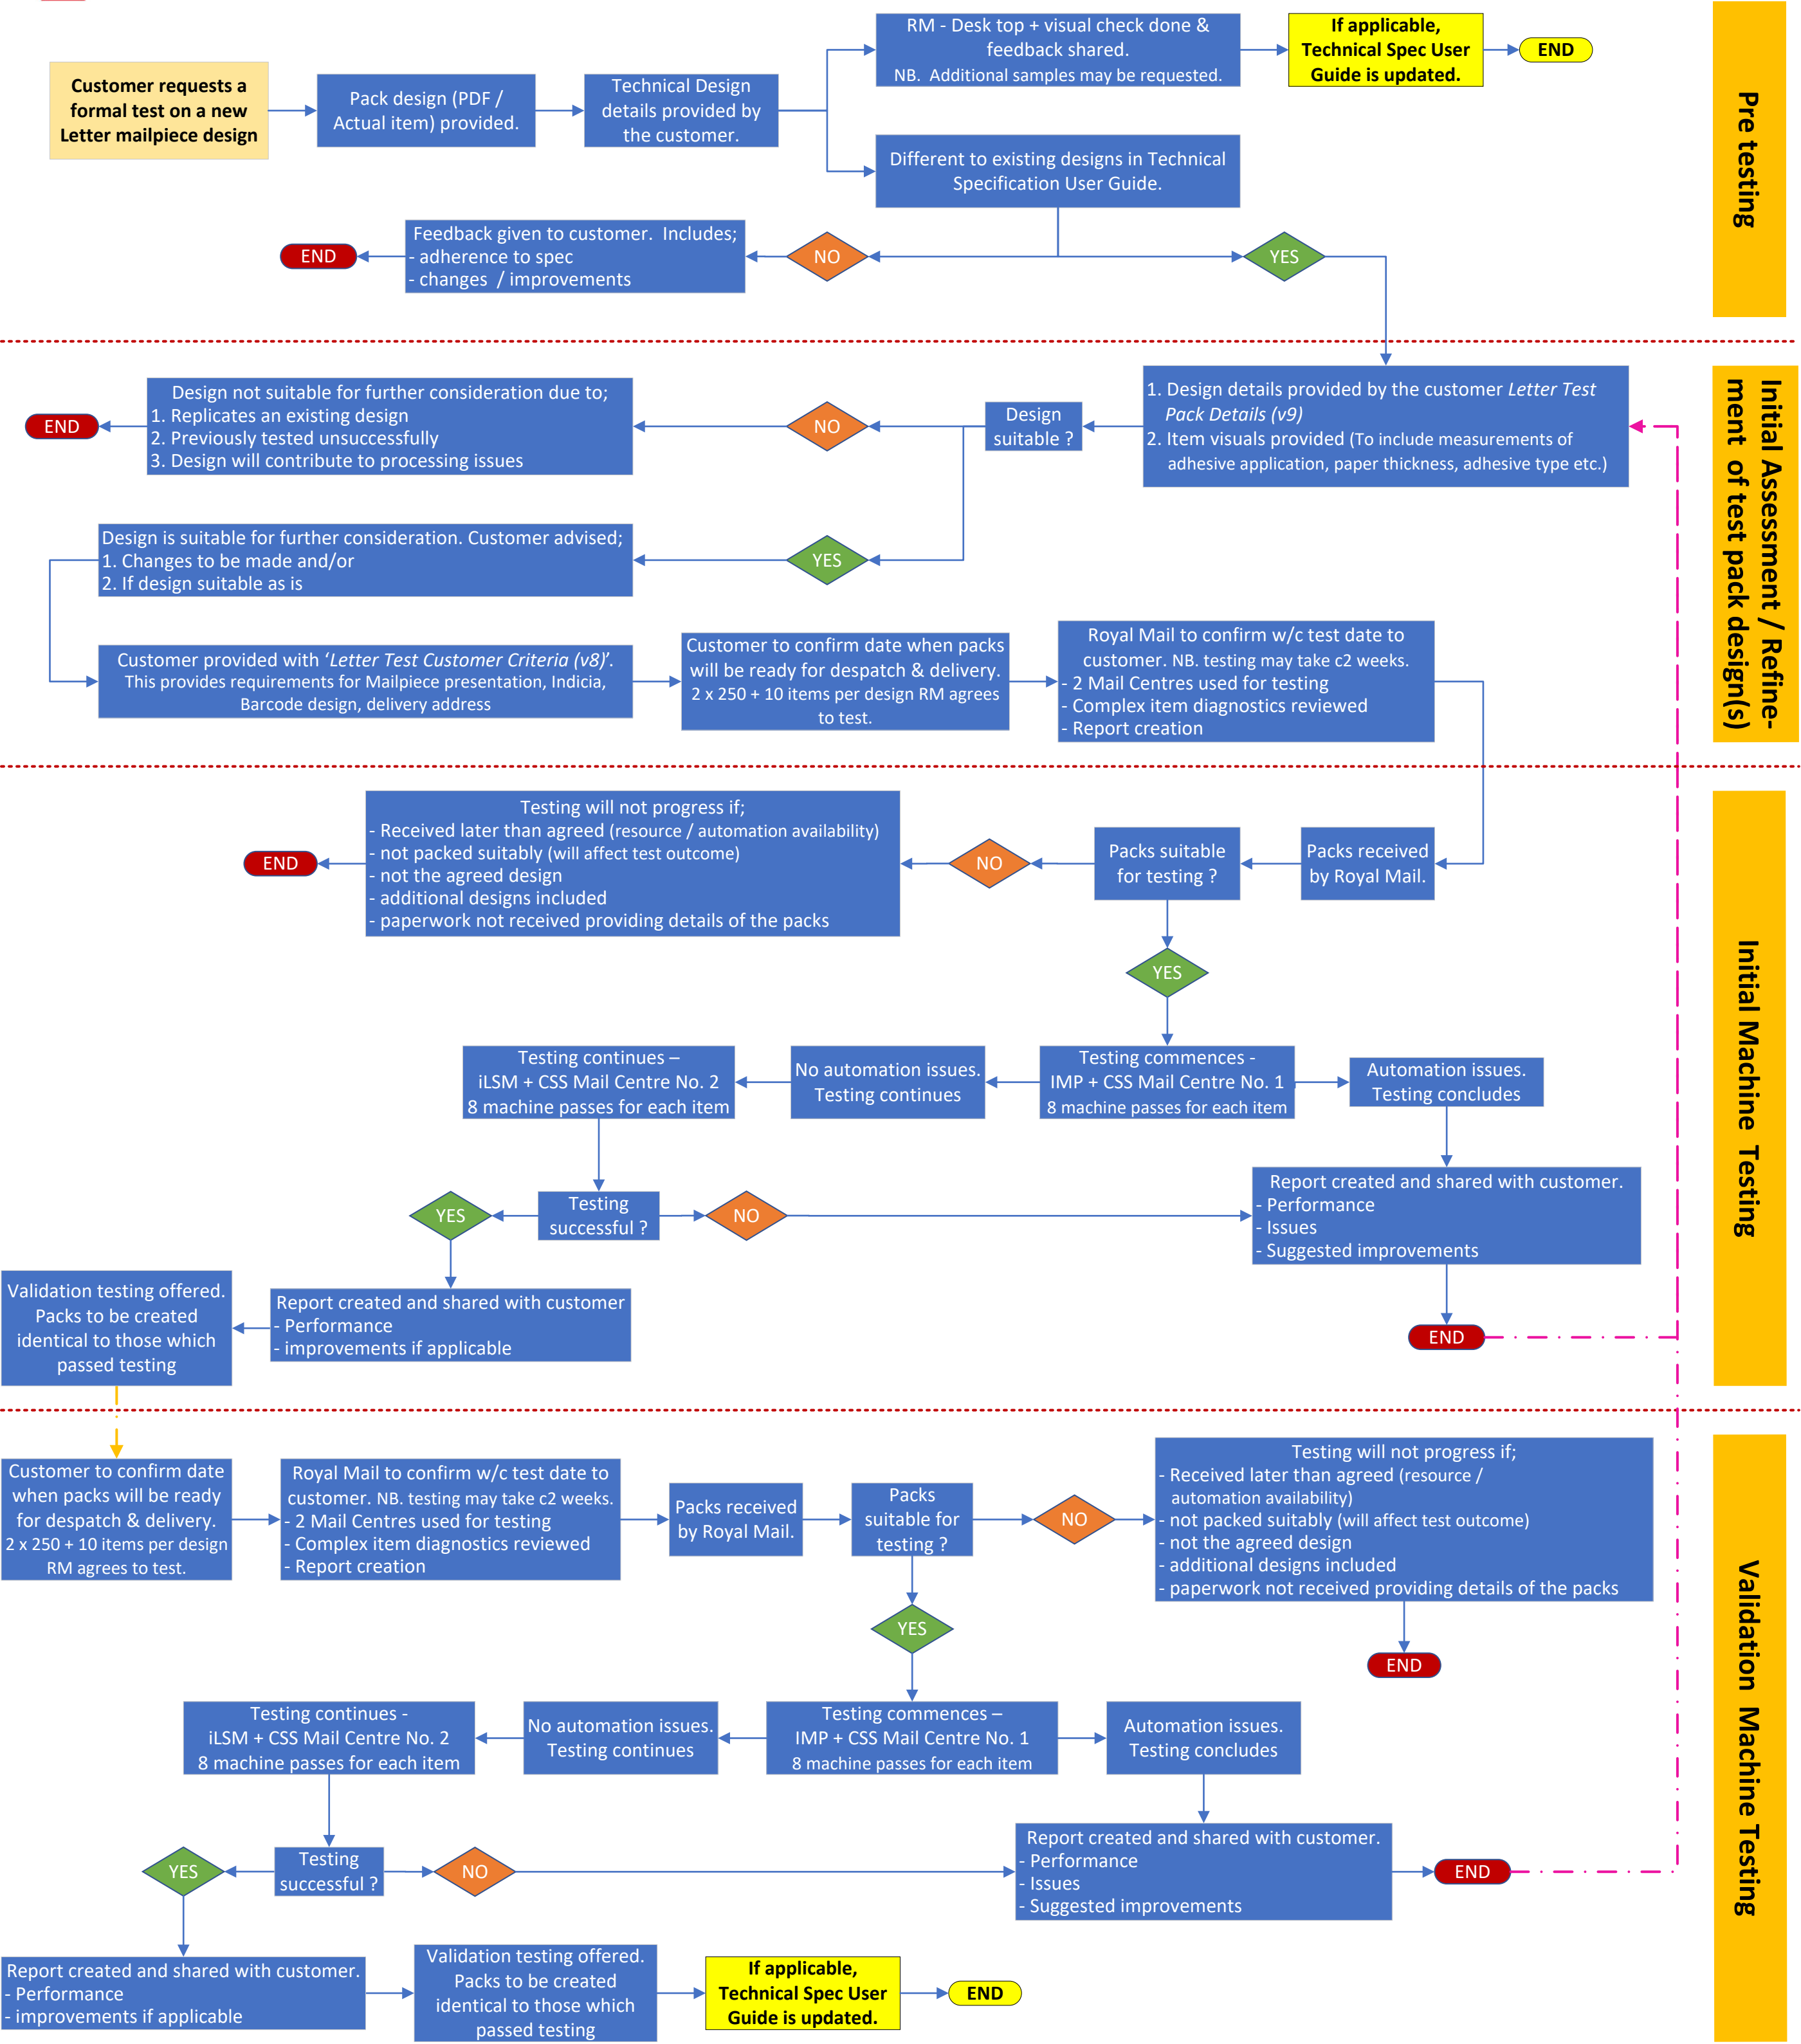 Customer requests a
formal test on a new
Letter mailpiece design
Pack design (PDF /
Actual item) provided.
Technical Design
details provided by
the customer.
RM - Desk top + visual check done &
feedback shared.
NB.  Additional samples may be requested.
If applicable,
Technical Spec User
Guide is updated.
END
Different to existing designs in Technical
Specification User Guide.
Feedback given to customer.  Includes;
- adherence to spec
- changes  / improvements
END
NO
YES
Pre testing
Design not suitable for further consideration due to;
1. Replicates an existing design
2. Previously tested unsuccessfully
3. Design will contribute to processing issues
END
NO
Design
suitable ?
1. Design details provided by the customer Letter Test
Pack Details (v9)
2. Item visuals provided (To include measurements of
adhesive application, paper thickness, adhesive type etc.)
Design is suitable for further consideration. Customer advised;
1. Changes to be made and/or
2. If design suitable as is
YES
Customer provided with ‘Letter Test Customer Criteria (v8)’.
This provides requirements for Mailpiece presentation, Indicia,
Barcode design, delivery address
Customer to confirm date when packs
will be ready for despatch & delivery.
2 x 250 + 10 items per design RM agrees
to test.
Royal Mail to confirm w/c test date to
customer. NB. testing may take c2 weeks.
- 2 Mail Centres used for testing
- Complex item diagnostics reviewed
- Report creation
Initial Assessment / Refine-
ment  of test pack design(s)
Testing will not progress if;
- Received later than agreed (resource / automation availability)
- not packed suitably (will affect test outcome)
- not the agreed design
- additional designs included
- paperwork not received providing details of the packs
END
NO
Packs suitable
for testing ?
Packs received
by Royal Mail.
YES
Testing continues –
iLSM + CSS Mail Centre No. 2
8 machine passes for each item
No automation issues.
Testing continues
Testing commences -
IMP + CSS Mail Centre No. 1
8 machine passes for each item
Automation issues.
Testing concludes
YES
Testing
successful ?
NO
Report created and shared with customer.
- Performance
- Issues
- Suggested improvements
Validation testing offered.
Packs to be created
identical to those which
passed testing
Report created and shared with customer
- Performance
- improvements if applicable
END
Initial Machine  Testing
Customer to confirm date
when packs will be ready
for despatch & delivery.
2 x 250 + 10 items per design
RM agrees to test.
Royal Mail to confirm w/c test date to
customer. NB. testing may take c2 weeks.
- 2 Mail Centres used for testing
- Complex item diagnostics reviewed
- Report creation
Packs received
by Royal Mail.
Packs
suitable for
testing ?
NO
Testing will not progress if;
- Received later than agreed (resource /
automation availability)
- not packed suitably (will affect test outcome)
- not the agreed design
- additional designs included
- paperwork not received providing details of the packs
YES
END
Testing continues -
iLSM + CSS Mail Centre No. 2
8 machine passes for each item
No automation issues.
Testing continues
Testing commences –
IMP + CSS Mail Centre No. 1
8 machine passes for each item
Automation issues.
Testing concludes
YES
Testing
successful ?
NO
Report created and shared with customer.
- Performance
- Issues
- Suggested improvements
END
Report created and shared with customer.
- Performance
- improvements if applicable
Validation testing offered.
Packs to be created
identical to those which
passed testing
If applicable,
Technical Spec User
Guide is updated.
END
Validation  Machine Testing